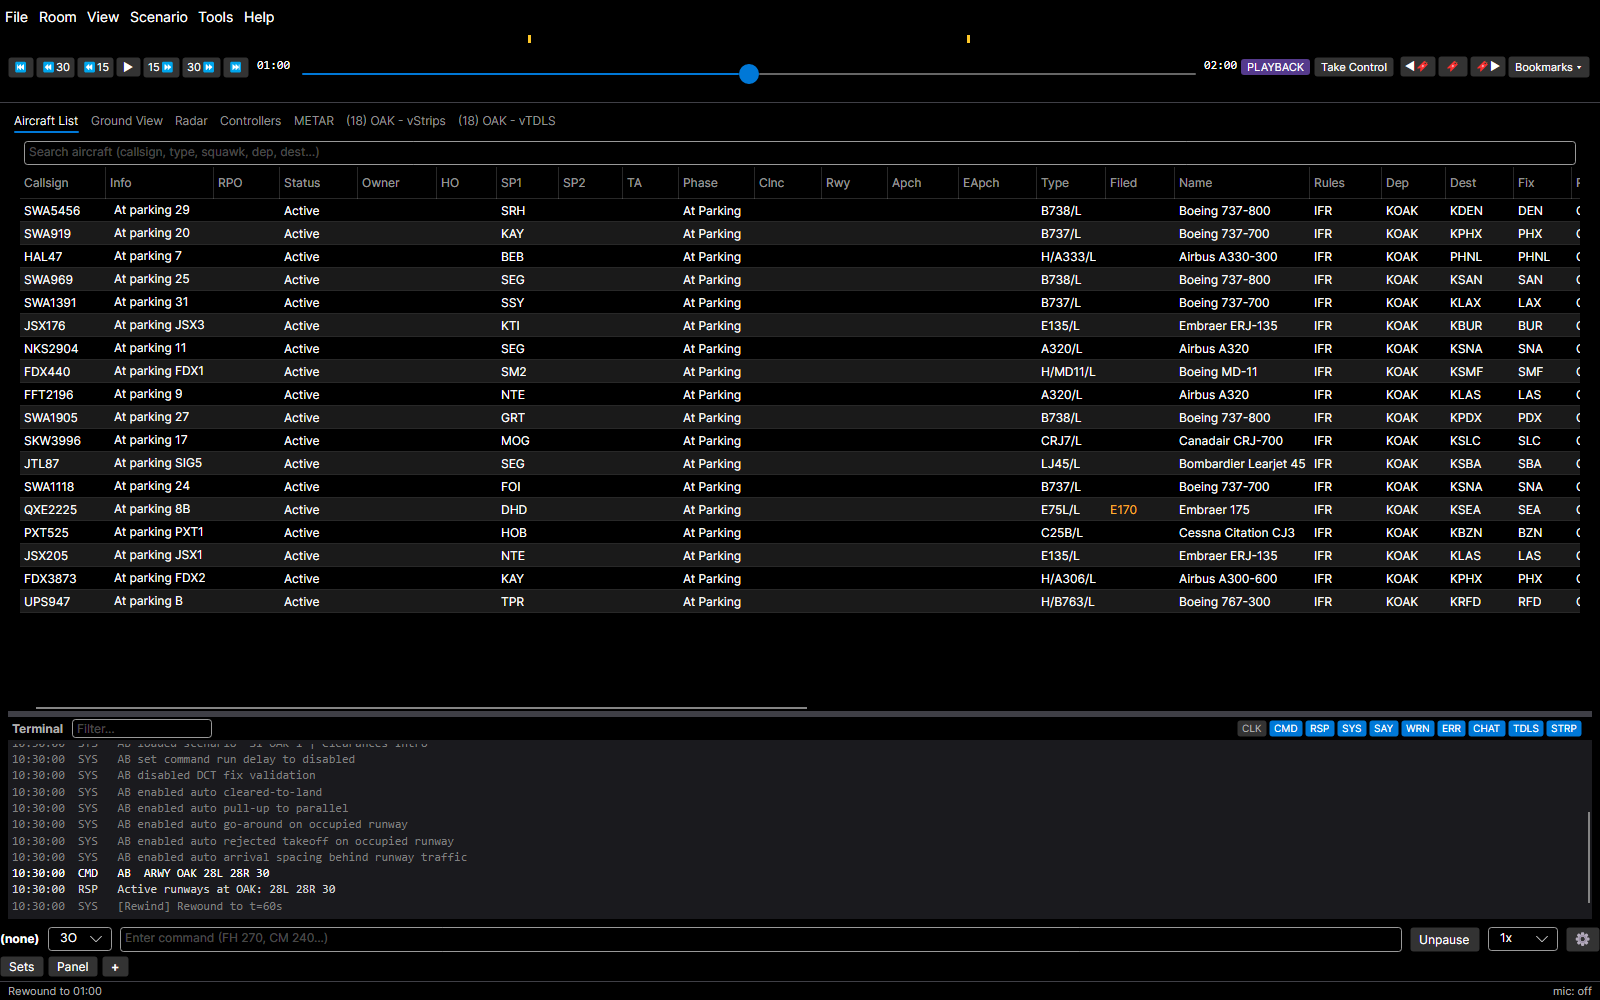 File Room View Scenario Tools Help
30 15 15 30 01:00 02:00 PLAYBACK Take Control Bookmarks
Aircraft List Ground View Radar Controllers METAR (18) OAK - vStrips (18) OAK - vTDLS
Search aircraft (callsign, type, squawk, dep, dest...)
Callsign Info RPO Status Owner HO SP1 SP2 TA Phase Clnc Rwy Apch EApch Type Filed Name Rules Dep Dest Fix
SWA5456 At parking 29 Active SRH At Parking B738/L Boeing 737-800 IFR KOAK KDEN DEN
SWA919 At parking 20 Active KAY At Parking B737/L Boeing 737-700 IFR KOAK KPHX PHX
HAL47 At parking 7 Active BEB At Parking H/A333/L Airbus A330-300 IFR KOAK PHNL PHNL
SWA969 At parking 25 Active SEG At Parking B738/L Boeing 737-800 IFR KOAK KSAN SAN
SWA1391 At parking 31 Active SSY At Parking B737/L Boeing 737-700 IFR KOAK KLAX LAX
JSX176 At parking JSX3 Active KTI At Parking E135/L Embraer ERJ-135 IFR KOAK KBUR BUR
NKS2904 At parking 11 Active SEG At Parking A320/L Airbus A320 IFR KOAK KSNA SNA
FDX440 At parking FDX1 Active SM2 At Parking H/MD11/L Boeing MD-11 IFR KOAK KSMF SMF
FFT2196 At parking 9 Active NTE At Parking A320/L Airbus A320 IFR KOAK KLAS LAS
SWA1905 At parking 27 Active GRT At Parking B738/L Boeing 737-800 IFR KOAK KPDX PDX
SKW3996 At parking 17 Active MOG At Parking CRJ7/L Canadair CRJ-700 IFR KOAK KSLC SLC
JTL87 At parking SIG5 Active SEG At Parking LJ45/L Bombardier Learjet 45 IFR KOAK KSBA SBA
SWA1118 At parking 24 Active FOI At Parking B737/L Boeing 737-700 IFR KOAK KSNA SNA
QXE2225 At parking 8B Active DHD At Parking E75L/L E170 Embraer 175 IFR KOAK KSEA SEA
PXT525 At parking PXT1 Active HOB At Parking C25B/L Cessna Citation CJ3 IFR KOAK KBZN BZN
JSX205 At parking JSX1 Active NTE At Parking E135/L Embraer ERJ-135 IFR KOAK KLAS LAS
FDX3873 At parking FDX2 Active KAY At Parking H/A306/L Airbus A300-600 IFR KOAK KPHX PHX
UPS947 At parking B Active TPR At Parking H/B763/L Boeing 767-300 IFR KOAK KRFD RFD
Terminal Filter... CLK CMD RSP SYS SAY WRN ERR CHAT TDLS STRP
10:30:00 SYS AB loaded scenario
10:30:00 SYS AB set command run delay to disabled
10:30:00 SYS AB disabled DCT fix validation
10:30:00 SYS AB enabled auto cleared-to-land
10:30:00 SYS AB enabled auto pull-up to parallel
10:30:00 SYS AB enabled auto go-around on occupied runway
10:30:00 SYS AB enabled auto rejected takeoff on occupied runway
10:30:00 SYS AB enabled auto arrival spacing behind runway traffic
10:30:00 CMD AB ARWY OAK 28L 28R 30
10:30:00 RSP Active runways at OAK: 28L 28R 30
10:30:00 SYS [Rewind] Rewound to t=60s
(none) 3O Enter command (FH 270, CM 240...) Unpause 1x
Sets Panel +
Rewound to 01:00 mic: off